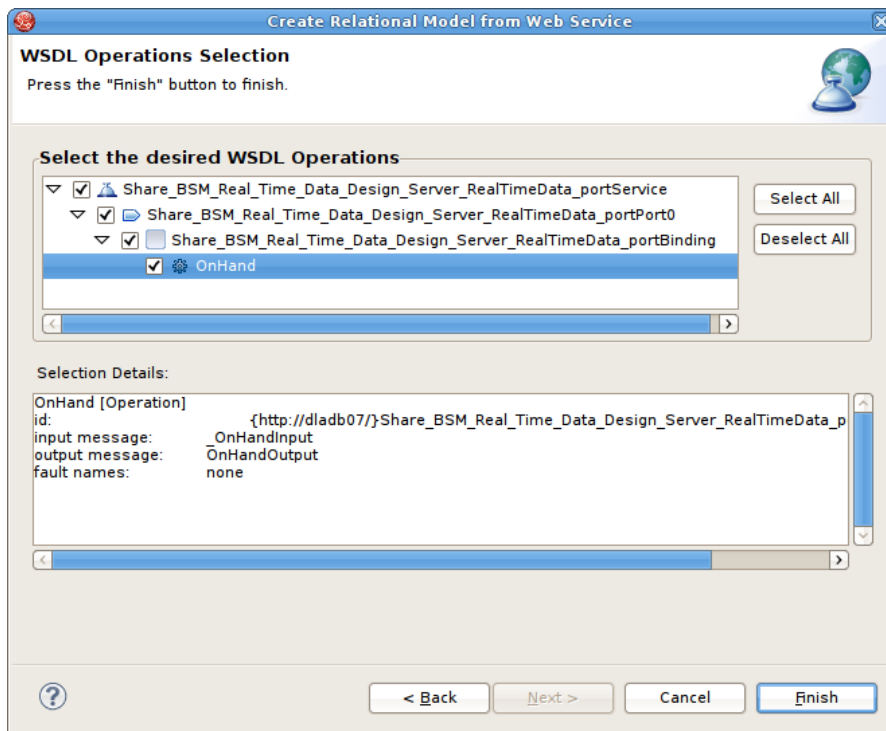 Create Relational Model from Web Service
WSDL Operations Selection
Press the "Finish" button to finish.
Select the desired WSDL Operations
Share_BSM_Real_Time_Data_Design_Server_RealTimeData_portService
Share_BSM_Real_Time_Data_Design_Server_RealTimeData_portPort0
Share_BSM_Real_Time_Data_Design_Server_RealTimeData_portBinding
OnHand
Select All
Deselect All
Selection Details:
OnHand [Operation]
id: {http://dladb07/}Share_BSM_Real_Time_Data_Design_Server_RealTimeData_p
input message: _OnHandInput
output message: OnHandOutput
fault names: none
< Back
Next >
Cancel
Finish